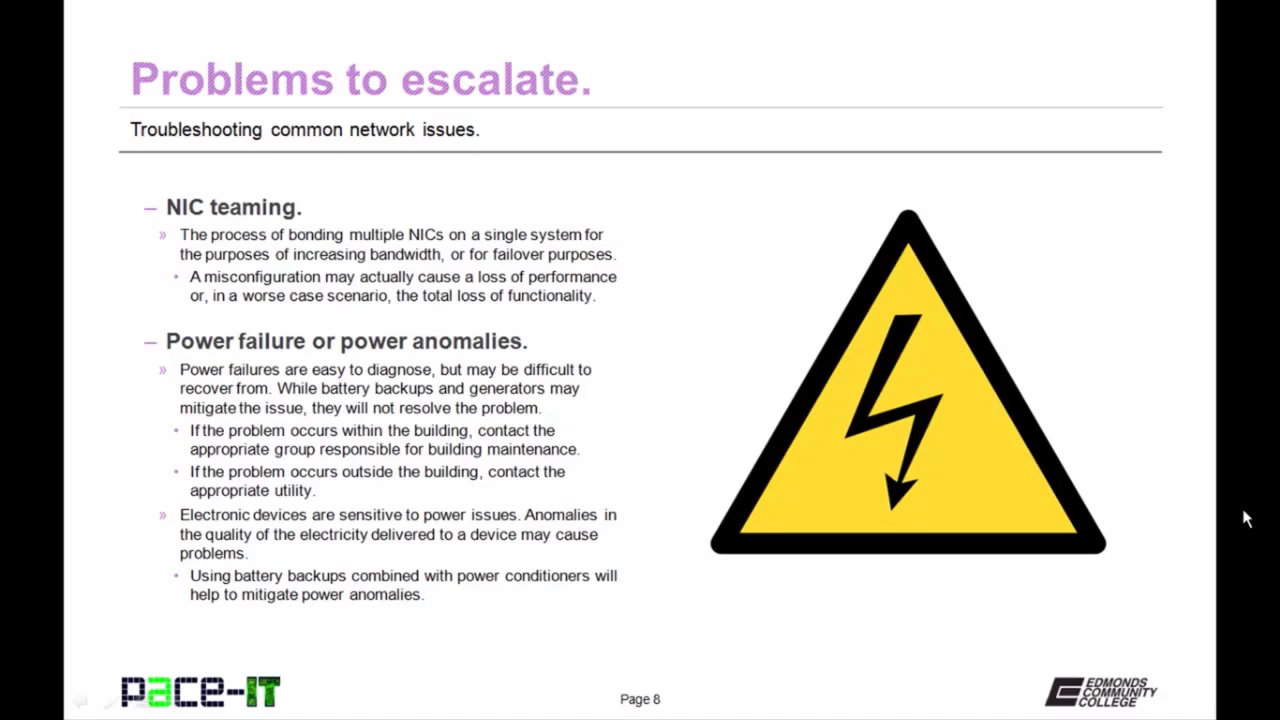 Problems to escalate.
Troubleshooting common network issues.
– NIC teaming.
» The process of bonding multiple NICs on a single system for
the purposes of increasing bandwidth, or for failover purposes.
• A misconfiguration may actually cause a loss of performance
or, in a worse case scenario, the total loss of functionality.
– Power failure or power anomalies.
» Power failures are easy to diagnose, but may be difficult to
recover from. While battery backups and generators may
mitigate the issue, they will not resolve the problem.
• If the problem occurs within the building, contact the
appropriate group responsible for building maintenance.
• If the problem occurs outside the building, contact the
appropriate utility.
» Electronic devices are sensitive to power issues. Anomalies in
the quality of the electricity delivered to a device may cause
problems.
• Using battery backups combined with power conditioners will
help to mitigate power anomalies.
pace-IT
Page 8
EDMONDS
COMMUNITY
COLLEGE